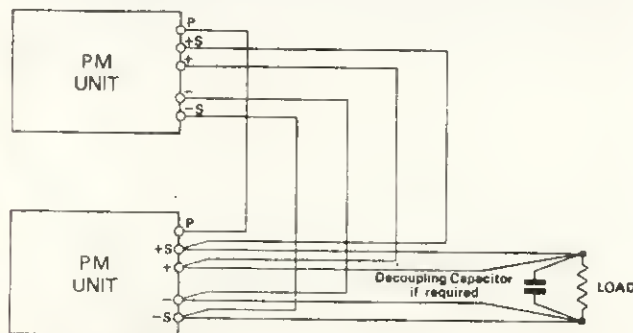 PM
UNIT
P
+S
+
-
-S
PM
UNIT
P
+S
+
-
-S
Decoupling Capacitor
if required
LOAD